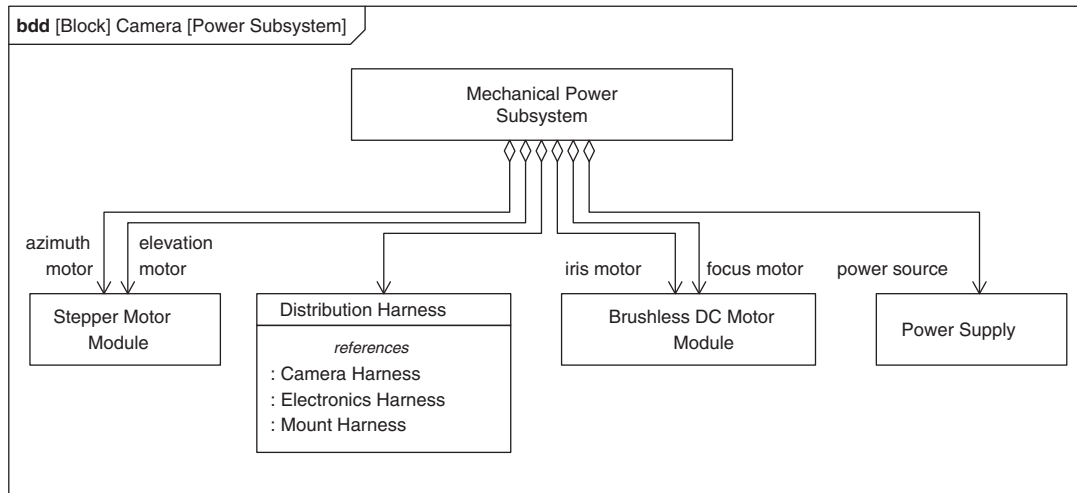 bdd [Block] Camera [Power Subsystem]
Mechanical Power
Subsystem
azimuth
motor
elevation
motor
iris motor
focus motor
power source
Stepper Motor
Module
Distribution Harness
references
: Camera Harness
: Electronics Harness
: Mount Harness
Brushless DC Motor
Module
Power Supply